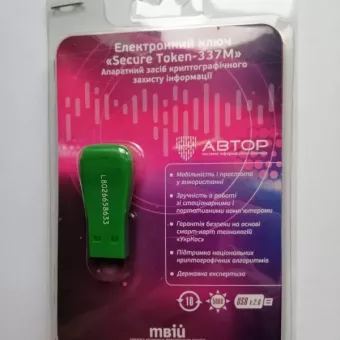 Електронний ключ
«Secure Token-337M»
Апаратний засіб криптографічного
захисту інформації
АВТОР
Мобільність і простота
у використанні
Зручність в роботі
зі стаціонарними і
портативними комп'ютерами
Гарантія безпеки на основі
смарт-карт технологій
«УкрКос»
Підтримка національних
криптографічних алгоритмів
Державна експертиза
L8026658633
10
USB v 2.0
твій